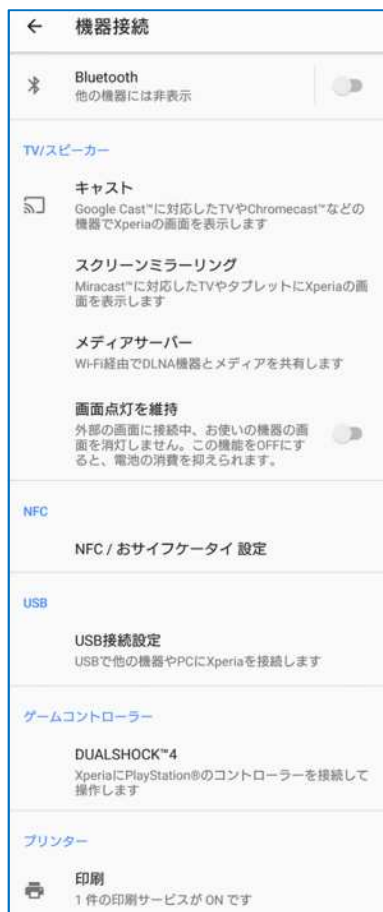 機器接続
Bluetooth
他の機器には非表示
TV/スピーカー
キャスト
Google Cast™に対応したTVやChromecast™などの
機器でXperiaの画面を表示します
スクリーンミラーリング
Miracast™に対応したTVやタブレットにXperiaの画
面を表示します
メディアサーバー
Wi-Fi経由でDLNA機器とメディアを共有します
画面点灯を維持
外部の画面に接続中、お使いの機器の画
面を消灯しません。この機能をOFFにす
ると、電池の消費を抑えられます。
NFC
NFC / おサイフケータイ 設定
USB
USB接続設定
USBで他の機器やPCにXperiaを接続します
ゲームコントローラー
DUALSHOCK™4
XperiaにPlayStation®のコントローラーを接続して
操作します
プリンター
印刷
1 件の印刷サービスが ON です